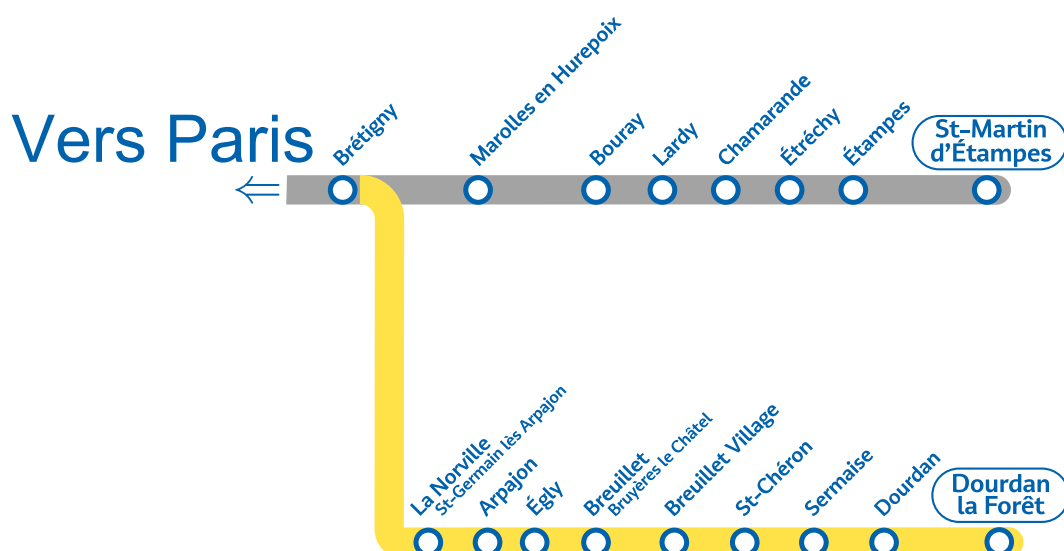 Vers Paris
Brétigny
Marolles en Hurepoix
Bouray
Lardy
Chamarande
Étréchy
Étampes
St-Martin
d'Étampes
La Norville
St-Germain lès Arpajon
Arpajon
Égly
Breuillet
Bruyères le Châtel
Breuillet Village
St-Chéron
Sermaise
Dourdan
Dourdan
la Forêt